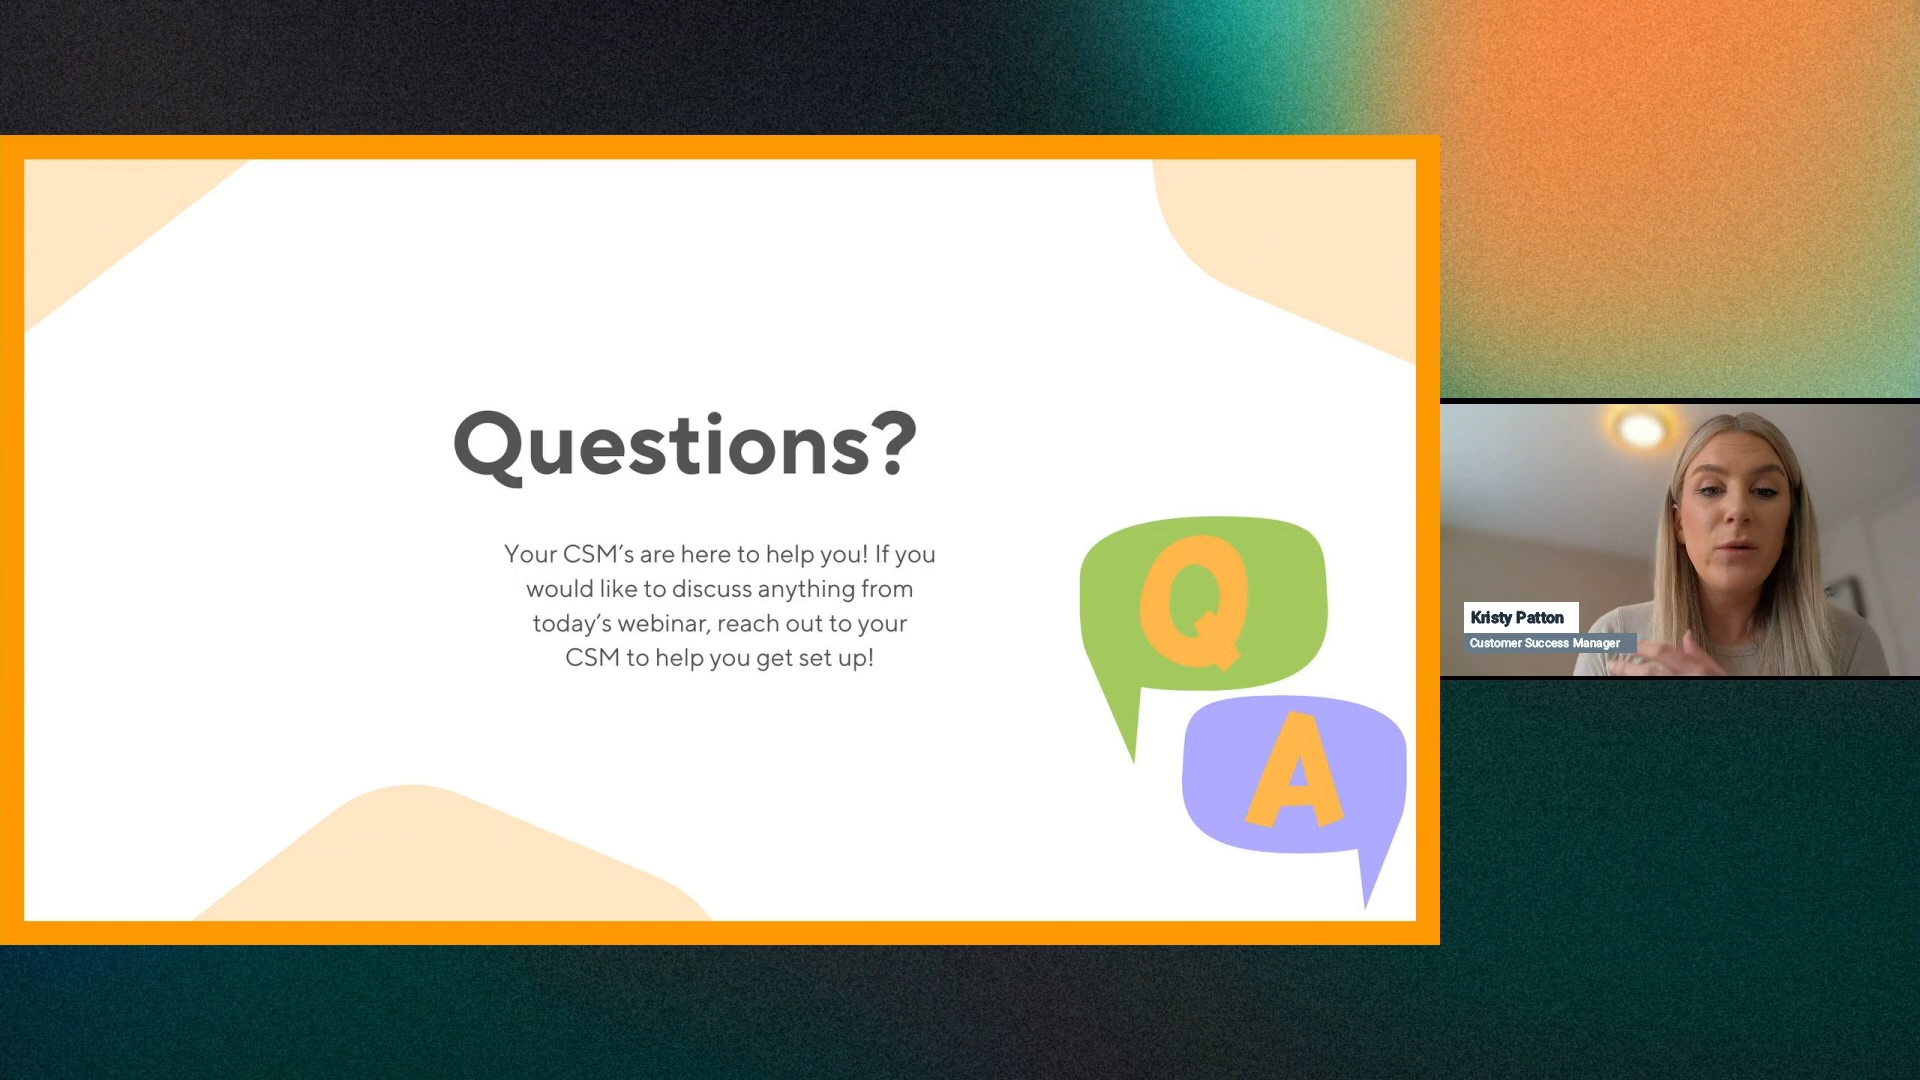 Questions?
Your CSM’s are here to help you! If you
would like to discuss anything from
today’s webinar, reach out to your
CSM to help you get set up!
Q
A
Kristy Patton
Customer Success Manager